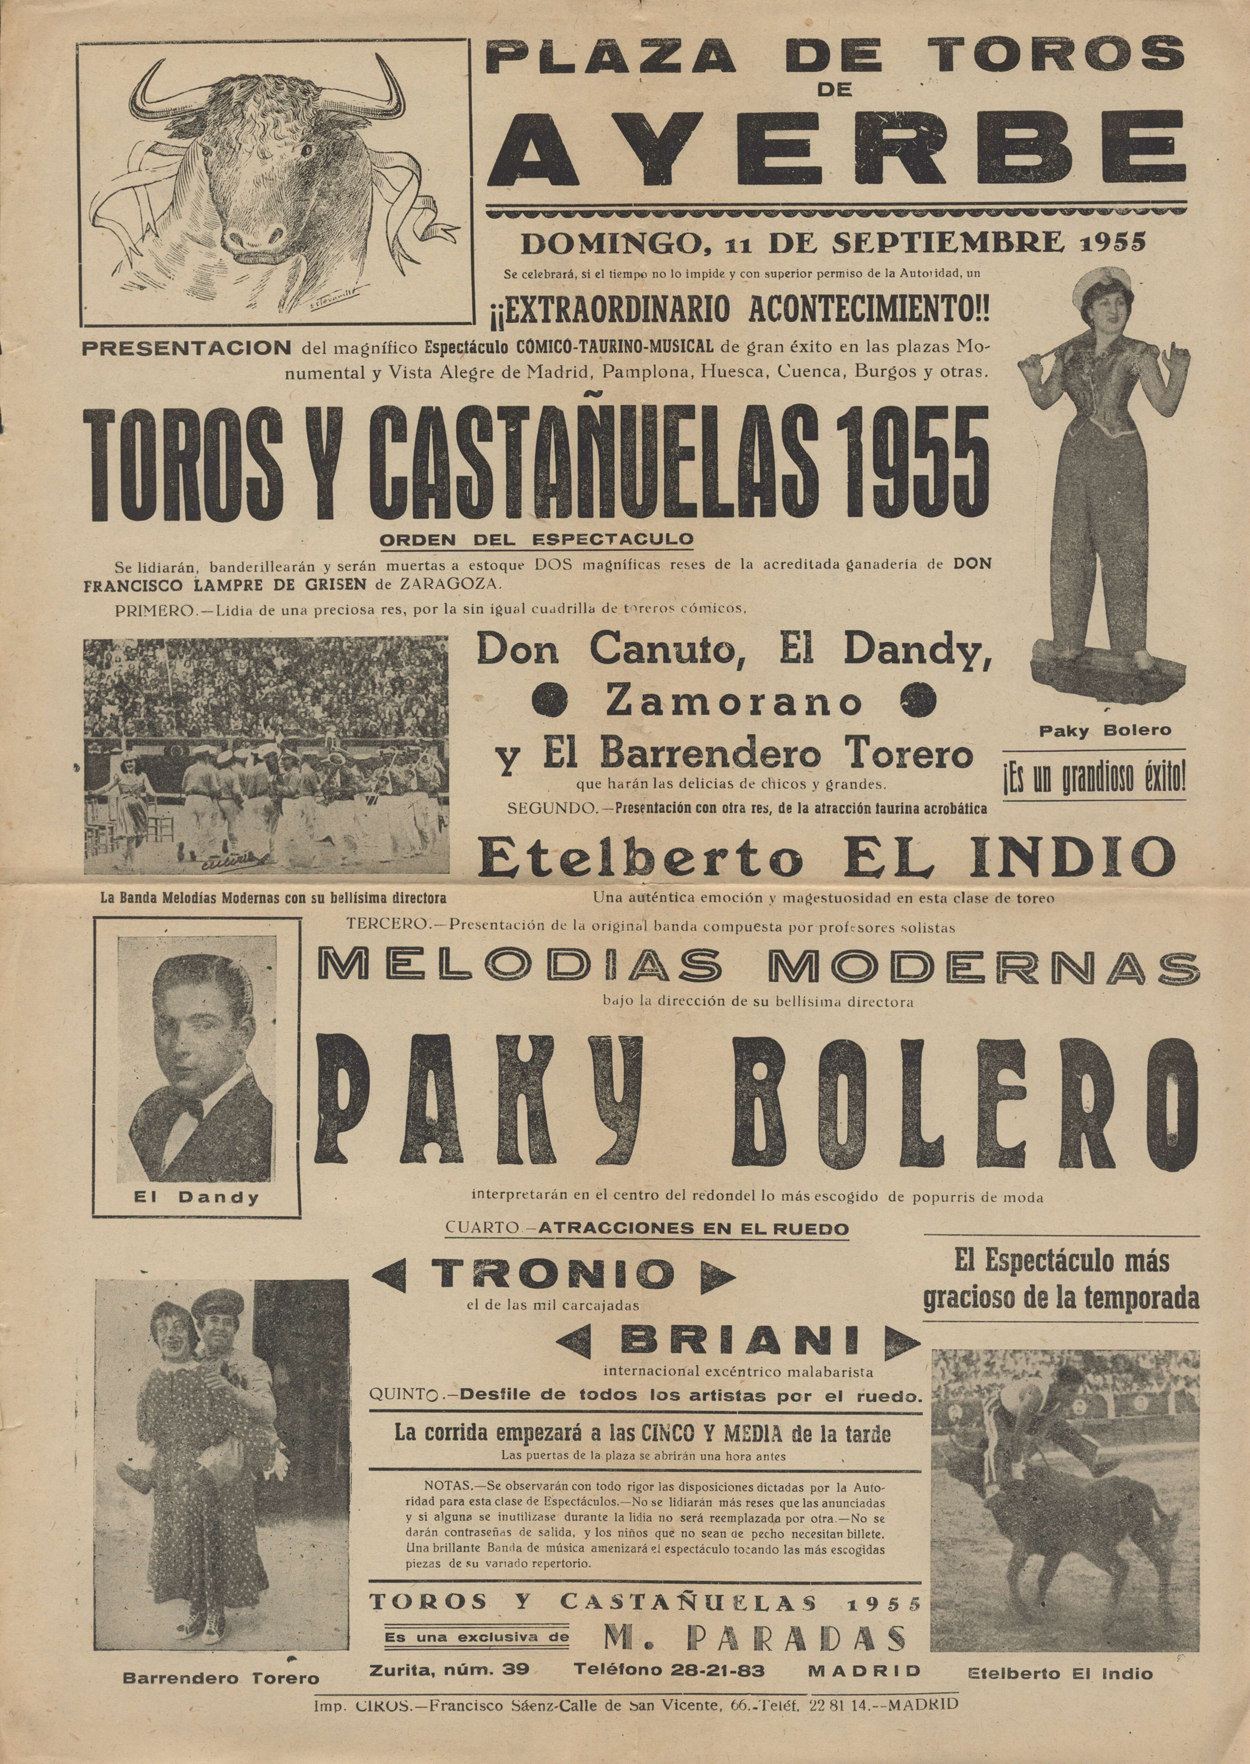 PLAZA DE TOROS
DE
AYERBE
DOMINGO, 11 DE SEPTIEMBRE 1955
Se celebrará, si el tiempo no lo impide y con superior permiso de la Autoridad, un
¡¡EXTRAORDINARIO ACONTECIMIENTO!!
PRESENTACION del magnífico Espectáculo COMICO-TAURINO-MUSICAL de gran éxito en las plazas Mo-
numental y Vista Alegre de Madrid, Pamplona, Huesca, Cuenca, Burgos y otras.
TOROS Y CASTAÑUELAS 1955
ORDEN DEL ESPECTACULO
Se lidiarán, banderillearán y serán muertas a estoque DOS magníficas reses de la acreditada ganadería de DON
FRANCISCO LAMPRE DE GRISEN de ZARAGOZA.
PRIMERO.—Lidia de una preciosa res, por la sin igual cuadrilla de toreros cómicos,
Don Canuto, El Dandy,
Zamorano
y El Barrendero Torero
que harán las delicias de chicos y grandes.
Paky Bolero
¡Es un grandioso éxito!
SEGUNDO.—Presentación con otra res, de la atracción taurina acrobática
Etelberto EL INDIO
La Banda Melodías Modernas con su bellísima directora
Una auténtica emoción y magestuosidad en esta clase de toreo
TERCERO.—Presentación de la original banda compuesta por profesores solistas
MELODIAS MODERNAS
bajo la dirección de su bellísima directora
PAKY BOLERO
El Dandy
interpretarán en el centro del redondel lo más escogido de popurris de moda
CUARTO.—ATRACCIONES EN EL RUEDO
TRONIO
el de las mil carcajadas
El Espectáculo más
gracioso de la temporada
BRIANI
internacional excéntrico malabarista
QUINTO.—Desfile de todos los artistas por el ruedo.
La corrida empezará a las CINCO Y MEDIA de la tarde
Las puertas de la plaza se abrirán una hora antes
NOTAS.—Se observarán con todo rigor las disposiciones dictadas por la Auto-
ridad para esta clase de Espectáculos.—No se lidiarán más reses que las anunciadas
y si alguna se inutilizase durante la lidia no será reemplazada por otra.—No se
darán contraseñas de salida, y los niños que no sean de pecho necesitan billete.
Una brillante Banda de música amenizará el espectáculo tocando las más escogidas
piezas de su variado repertorio.
TOROS Y CASTAÑUELAS 1955
Es una exclusiva de M. PARADAS
Zurita, núm. 39 Teléfono 28-21-83 MADRID
Barrendero Torero
Etelberto El Indio
Imp. CIROS.—Francisco Sáenz-Calle de San Vicente, 66.-Teléf. 22 81 14.--MADRID